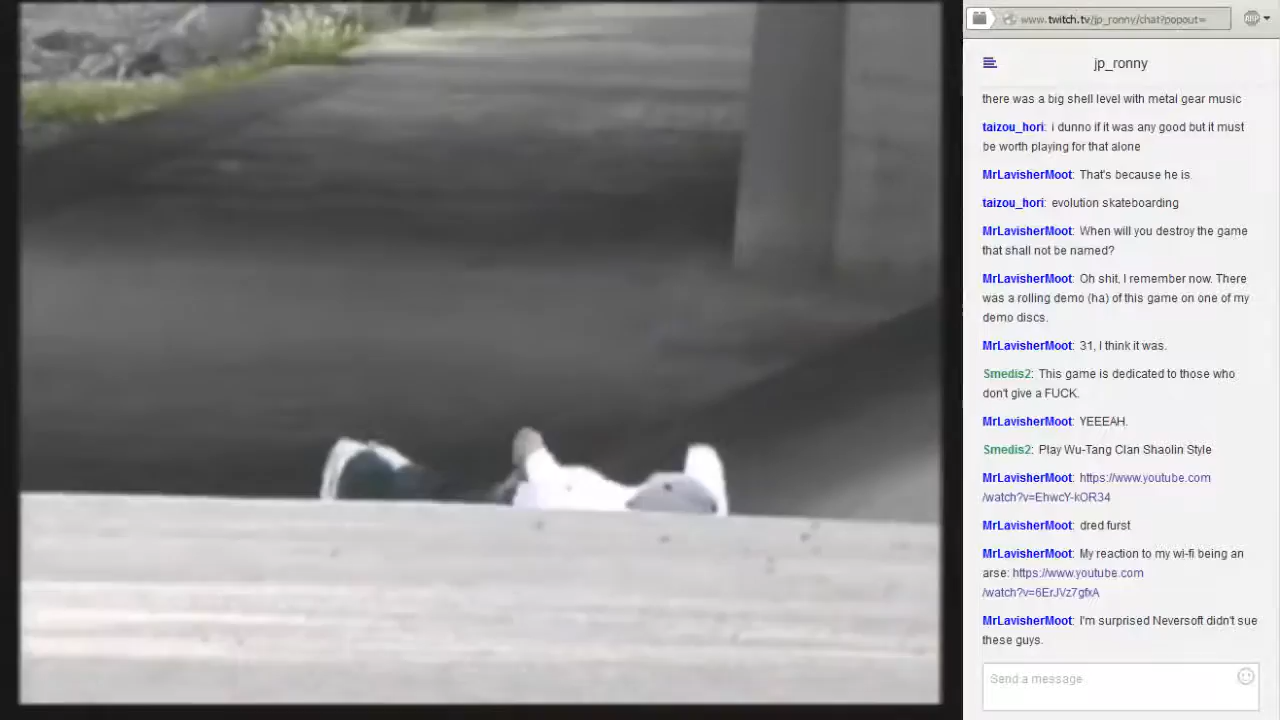 www.twitch.tv/jp_ronny/chat?popout=
ABP
jp_ronny
there was a big shell level with metal gear music
taizou_hori: i dunno if it was any good but it must
be worth playing for that alone
MrLavisherMoot: That's because he is.
taizou_hori: evolution skateboarding
MrLavisherMoot: When will you destroy the game
that shall not be named?
MrLavisherMoot: Oh shit, I remember now. There
was a rolling demo (ha) of this game on one of my
demo discs.
MrLavisherMoot: 31, I think it was.
Smedis2: This game is dedicated to those who
don't give a FUCK.
MrLavisherMoot: YEEEAH.
Smedis2: Play Wu-Tang Clan Shaolin Style
MrLavisherMoot: https://www.youtube.com
/watch?v=EhwcY-kOR34
MrLavisherMoot: dred furst
MrLavisherMoot: My reaction to my wi-fi being an
arse: https://www.youtube.com
/watch?v=6ErJVz7gfxA
MrLavisherMoot: I'm surprised Neversoft didn't sue
these guys.
Send a message